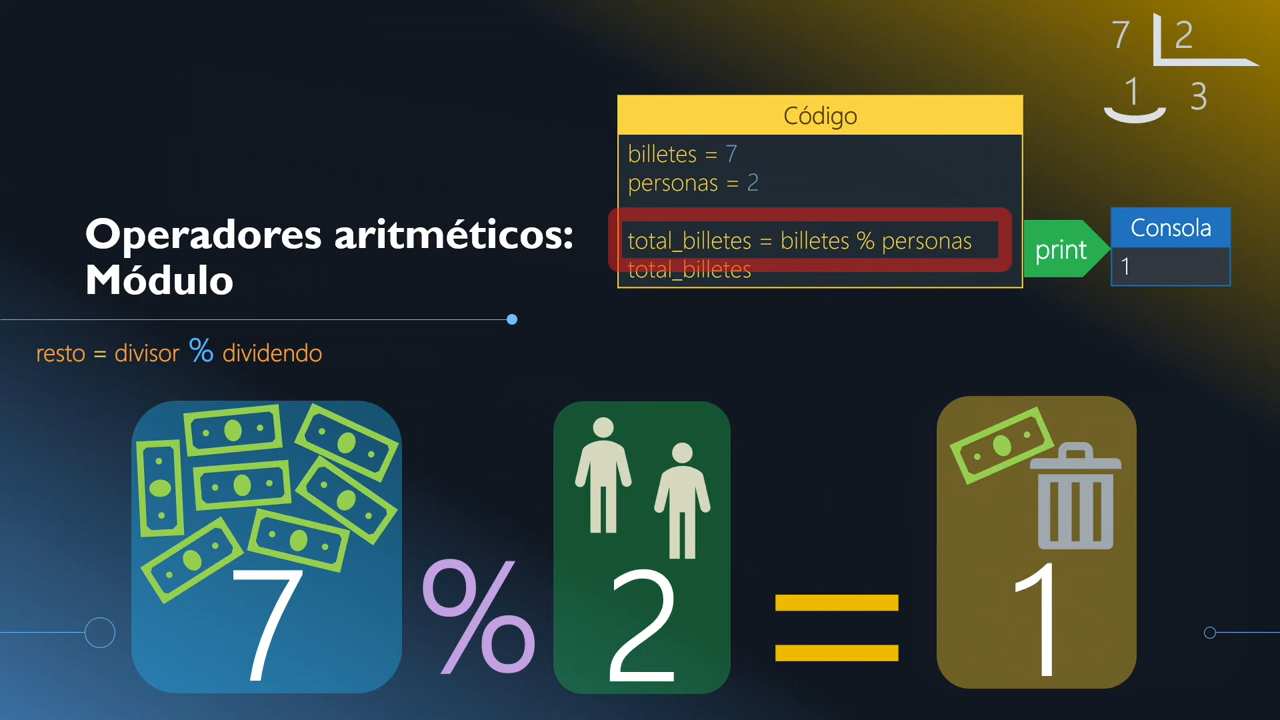 7 2
1 3
Código
billetes = 7
personas = 2
total_billetes = billetes % personas
total_billetes
print
Consola
1
Operadores aritméticos:
Módulo
resto = divisor % dividendo
7 % 2 = 1